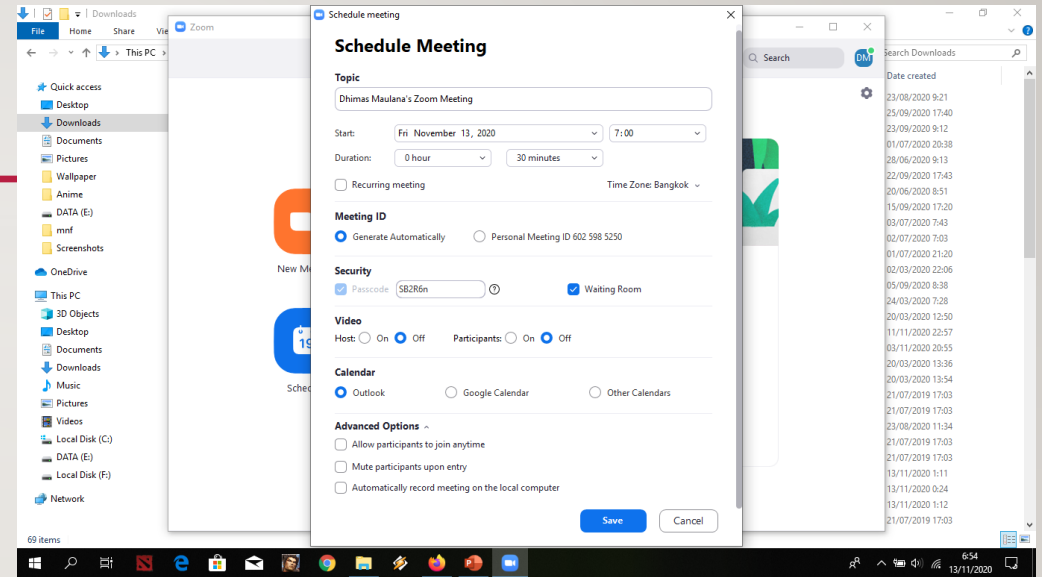 Downloads
File Home Share Vie
This PC
Search Downloads
Quick access
Desktop
Downloads
Documents
Pictures
Wallpaper
Anime
DATA (E:)
mnf
Screenshots
OneDrive
This PC
3D Objects
Desktop
Documents
Downloads
Music
Pictures
Videos
Local Disk (C:)
DATA (E:)
Local Disk (F:)
Network
69 items
Zoom
Search
DM
New Me
19
Sched
Schedule meeting
Schedule Meeting
Topic
Dhimas Maulana's Zoom Meeting
Start: Fri November 13, 2020 7:00
Duration: 0 hour 30 minutes
Recurring meeting Time Zone: Bangkok
Meeting ID
Generate Automatically Personal Meeting ID 602 598 5250
Security
Passcode SB2R6n Waiting Room
Video
Host: On Off Participants: On Off
Calendar
Outlook Google Calendar Other Calendars
Advanced Options
Allow participants to join anytime
Mute participants upon entry
Automatically record meeting on the local computer
Save Cancel
Date created
23/08/2020 9:21
25/09/2020 17:40
23/09/2020 9:12
01/07/2020 20:38
28/06/2020 9:13
22/09/2020 17:43
20/06/2020 8:51
15/09/2020 17:20
03/07/2020 7:43
02/07/2020 7:03
01/07/2020 21:20
02/03/2020 22:06
05/09/2020 8:38
24/03/2020 7:28
20/03/2020 12:50
11/11/2020 22:57
03/11/2020 20:55
20/03/2020 13:36
20/03/2020 13:54
21/07/2019 17:03
21/07/2019 17:03
23/08/2020 11:34
21/07/2019 17:03
21/07/2019 17:03
13/11/2020 1:11
13/11/2020 0:24
13/11/2020 1:12
21/07/2019 17:03
6:54
13/11/2020